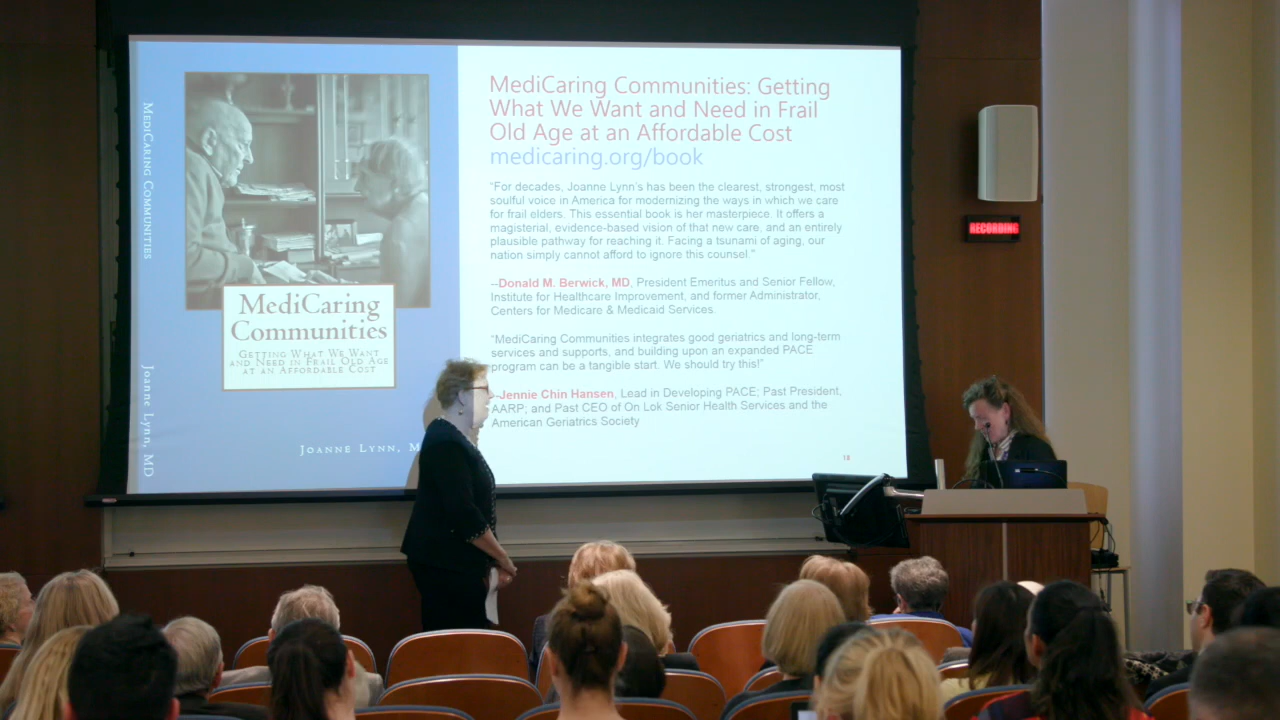 MediCaring Communities
Joanne Lynn, MD
MediCaring
Communities
Getting What We Want
and Need in Frail Old Age
at an Affordable Cost
Joanne Lynn, M
MediCaring Communities: Getting
What We Want and Need in Frail
Old Age at an Affordable Cost
medicaring.org/book
"For decades, Joanne Lynn's has been the clearest, strongest, most
soulful voice in America for modernizing the ways in which we care
for frail elders. This essential book is her masterpiece. It offers a
magisterial, evidence-based vision of that new care, and an entirely
plausible pathway for reaching it. Facing a tsunami of aging, our
nation simply cannot afford to ignore this counsel."
--Donald M. Berwick, MD, President Emeritus and Senior Fellow,
Institute for Healthcare Improvement, and former Administrator,
Centers for Medicare & Medicaid Services.
"MediCaring Communities integrates good geriatrics and long-term
services and supports, and building upon an expanded PACE
program can be a tangible start. We should try this!"
-Jennie Chin Hansen, Lead in Developing PACE; Past President,
AARP; and Past CEO of On Lok Senior Health Services and the
American Geriatrics Society
18
RECORDING